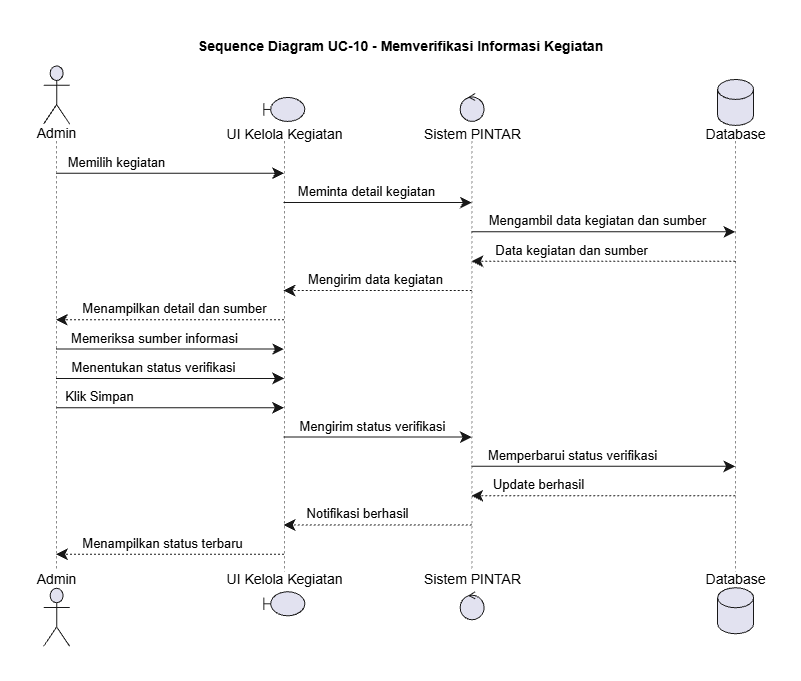 Sequence Diagram UC-10 - Memverifikasi Informasi Kegiatan
Admin
UI Kelola Kegiatan
Sistem PINTAR
Database
Memilih kegiatan
Meminta detail kegiatan
Mengambil data kegiatan dan sumber
Data kegiatan dan sumber
Mengirim data kegiatan
Menampilkan detail dan sumber
Memeriksa sumber informasi
Menentukan status verifikasi
Klik Simpan
Mengirim status verifikasi
Memperbarui status verifikasi
Update berhasil
Notifikasi berhasil
Menampilkan status terbaru
Admin
UI Kelola Kegiatan
Sistem PINTAR
Database